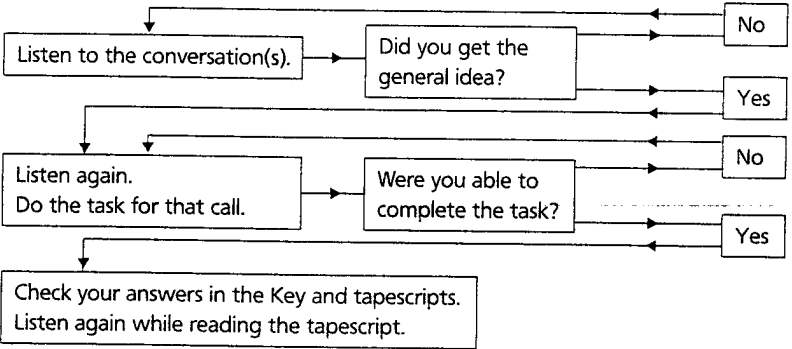 No
Listen to the conversation(s).
Did you get the
general idea?
Yes
No
Listen again.
Do the task for that call.
Were you able to
complete the task?
Yes
Check your answers in the Key and tapescripts.
Listen again while reading the tapescript.